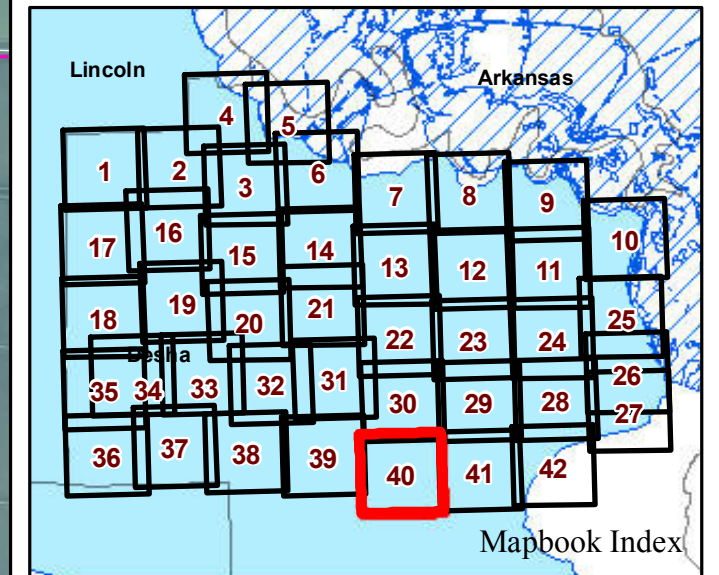 Lincoln
Arkansas
4
5
1 2 3 6 7 8 9
17 16 15 14 13 12 11 10
18 19 20 21 22 23 24 25
Desha
35 34 33 32 31 30 29 28 26
27
36 37 38 39 40 41 42
Mapbook Index